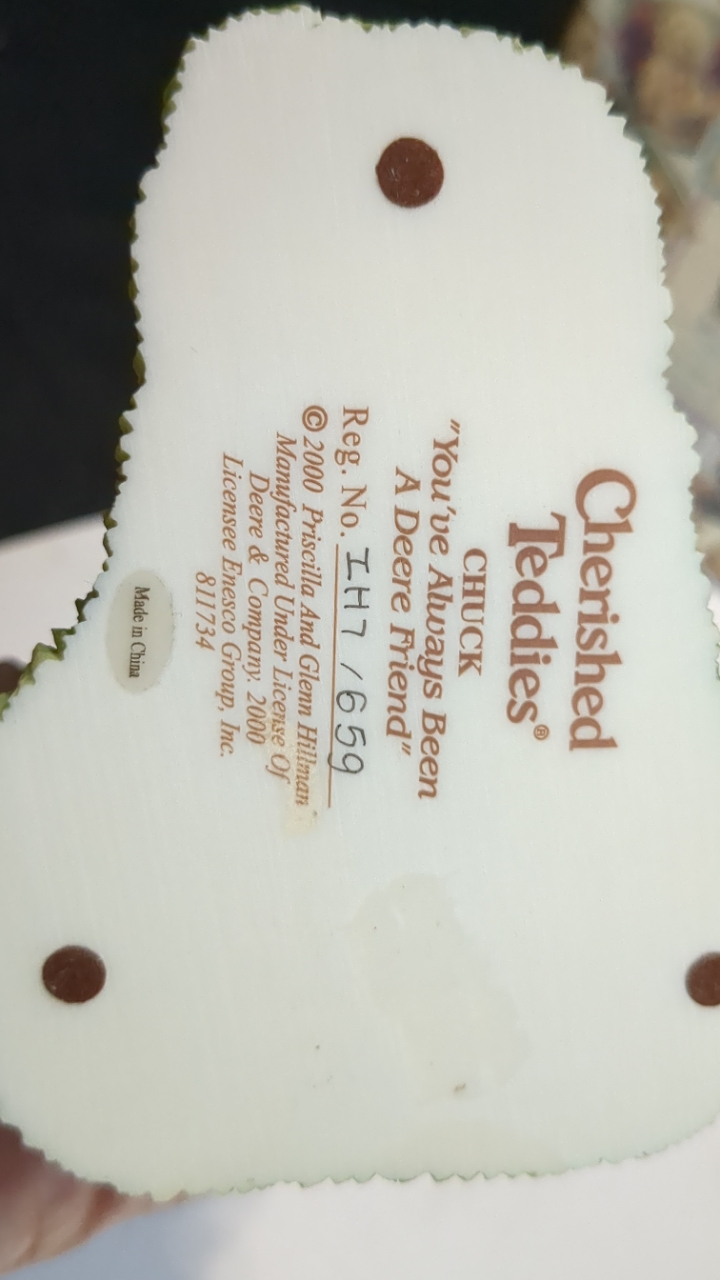 Cherished
Teddies®
CHUCK
"You've Always Been
A Deere Friend"
Reg. No. IH7 1659
© 2000 Priscilla And Glenn Hillman
Manufactured Under License Of
Deere & Company. 2000
Licensee Enesco Group, Inc.
811734
Made in China